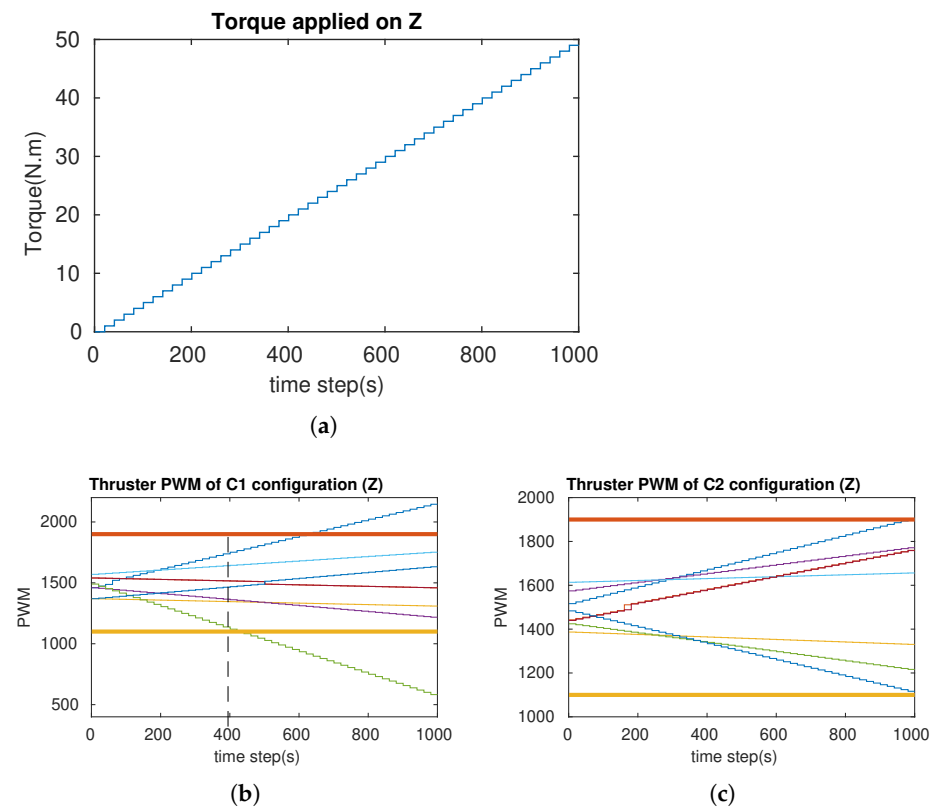 Torque applied on Z
50
40
30
20
10
0
Torque(N.m)
0 200 400 600 800 1000
time step(s)
(a)
Thruster PWM of C1 configuration (Z)
2000
1500
1000
500
PWM
0 200 400 600 800 1000
time step(s)
(b)
Thruster PWM of C2 configuration (Z)
2000
1800
1600
1400
1200
1000
PWM
0 200 400 600 800 1000
time step(s)
(c)